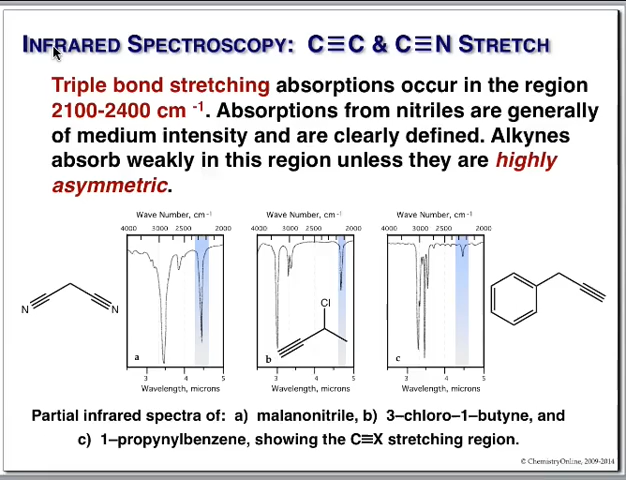 INFRARED SPECTROSCOPY: C≡C & C≡N STRETCH
Triple bond stretching absorptions occur in the region
2100-2400 cm -1. Absorptions from nitriles are generally
of medium intensity and are clearly defined. Alkynes
absorb weakly in this region unless they are highly
asymmetric.
Wave Number, cm -1 Wave Number, cm -1 Wave Number, cm -1
4000 3000 2500 2000 4000 3000 2500 2000 4000 3000 2500 2000
N N
Cl
a b c
3 4 5 3 4 5 3 4 5
Wavelength, microns Wavelength, microns Wavelength, microns
Partial infrared spectra of: a) malanonitrile, b) 3–chloro–1–butyne, and
c) 1–propynylbenzene, showing the C≡X stretching region.
© ChemistryOnline, 2009-2014